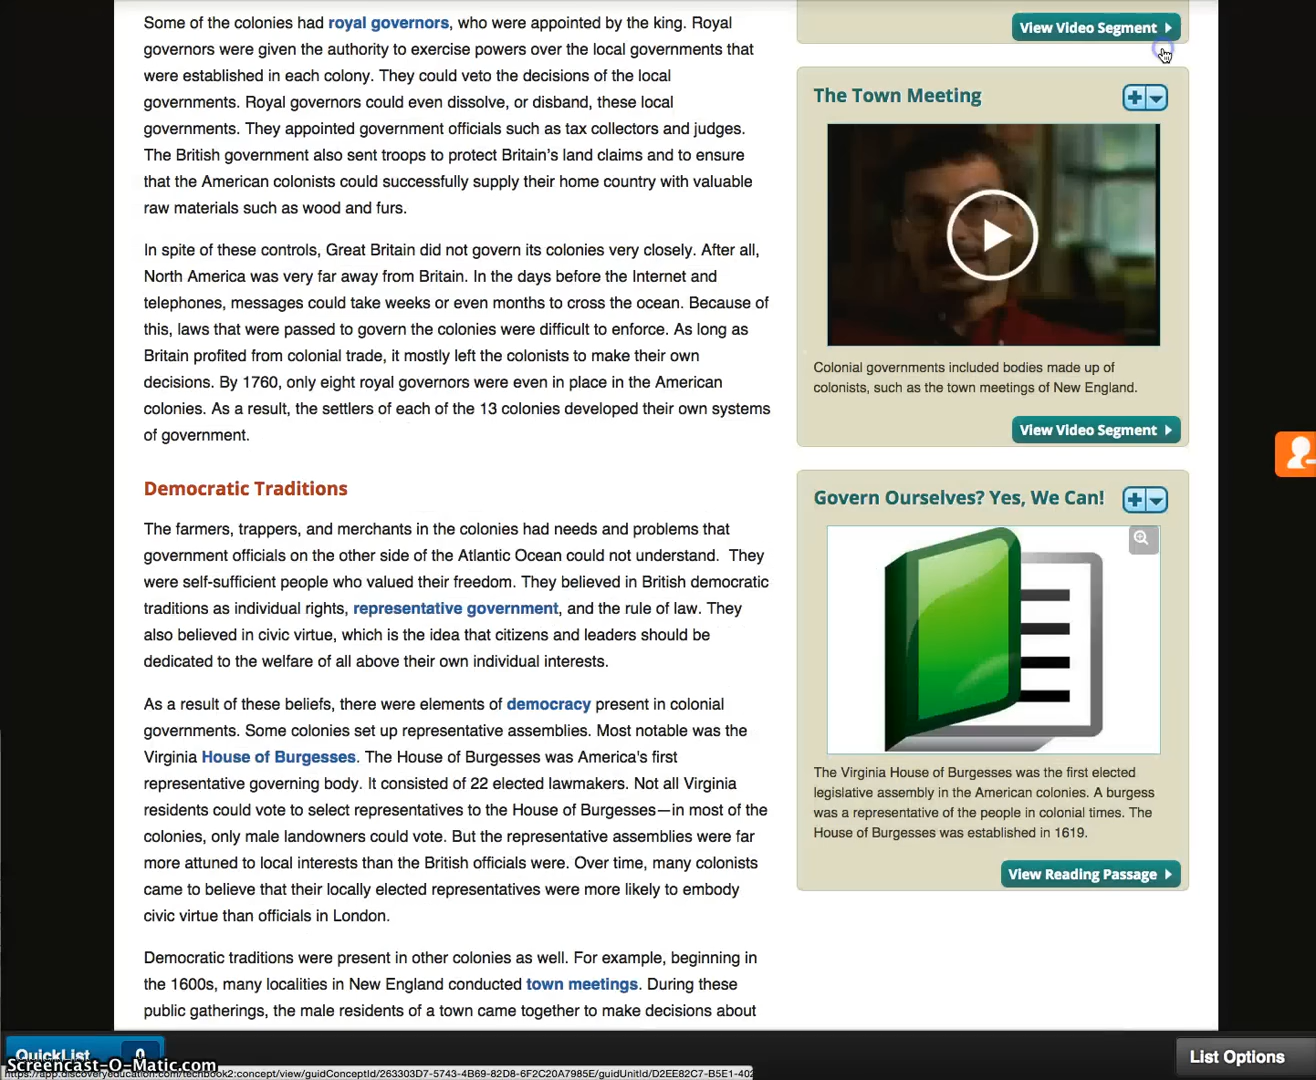 Some of the colonies had royal governors, who were appointed by the king. Royal
governors were given the authority to exercise powers over the local governments that
were established in each colony. They could veto the decisions of the local
governments. Royal governors could even dissolve, or disband, these local
governments. They appointed government officials such as tax collectors and judges.
The British government also sent troops to protect Britain's land claims and to ensure
that the American colonists could successfully supply their home country with valuable
raw materials such as wood and furs.
In spite of these controls, Great Britain did not govern its colonies very closely. After all,
North America was very far away from Britain. In the days before the Internet and
telephones, messages could take weeks or even months to cross the ocean. Because of
this, laws that were passed to govern the colonies were difficult to enforce. As long as
Britain profited from colonial trade, it mostly left the colonists to make their own
decisions. By 1760, only eight royal governors were even in place in the American
colonies. As a result, the settlers of each of the 13 colonies developed their own systems
of government.
Democratic Traditions
The farmers, trappers, and merchants in the colonies had needs and problems that
government officials on the other side of the Atlantic Ocean could not understand.  They
were self-sufficient people who valued their freedom. They believed in British democratic
traditions as individual rights, representative government, and the rule of law. They
also believed in civic virtue, which is the idea that citizens and leaders should be
dedicated to the welfare of all above their own individual interests.
As a result of these beliefs, there were elements of democracy present in colonial
governments. Some colonies set up representative assemblies. Most notable was the
Virginia House of Burgesses. The House of Burgesses was America's first
representative governing body. It consisted of 22 elected lawmakers. Not all Virginia
residents could vote to select representatives to the House of Burgesses—in most of the
colonies, only male landowners could vote. But the representative assemblies were far
more attuned to local interests than the British officials were. Over time, many colonists
came to believe that their locally elected representatives were more likely to embody
civic virtue than officials in London.
Democratic traditions were present in other colonies as well. For example, beginning in
the 1600s, many localities in New England conducted town meetings. During these
public gatherings, the male residents of a town came together to make decisions about
View Video Segment
The Town Meeting
Colonial governments included bodies made up of
colonists, such as the town meetings of New England.
View Video Segment
Govern Ourselves? Yes, We Can!
The Virginia House of Burgesses was the first elected
legislative assembly in the American colonies. A burgess
was a representative of the people in colonial times. The
House of Burgesses was established in 1619.
View Reading Passage
QuickList 0
List Options
Screencast-O-Matic.com